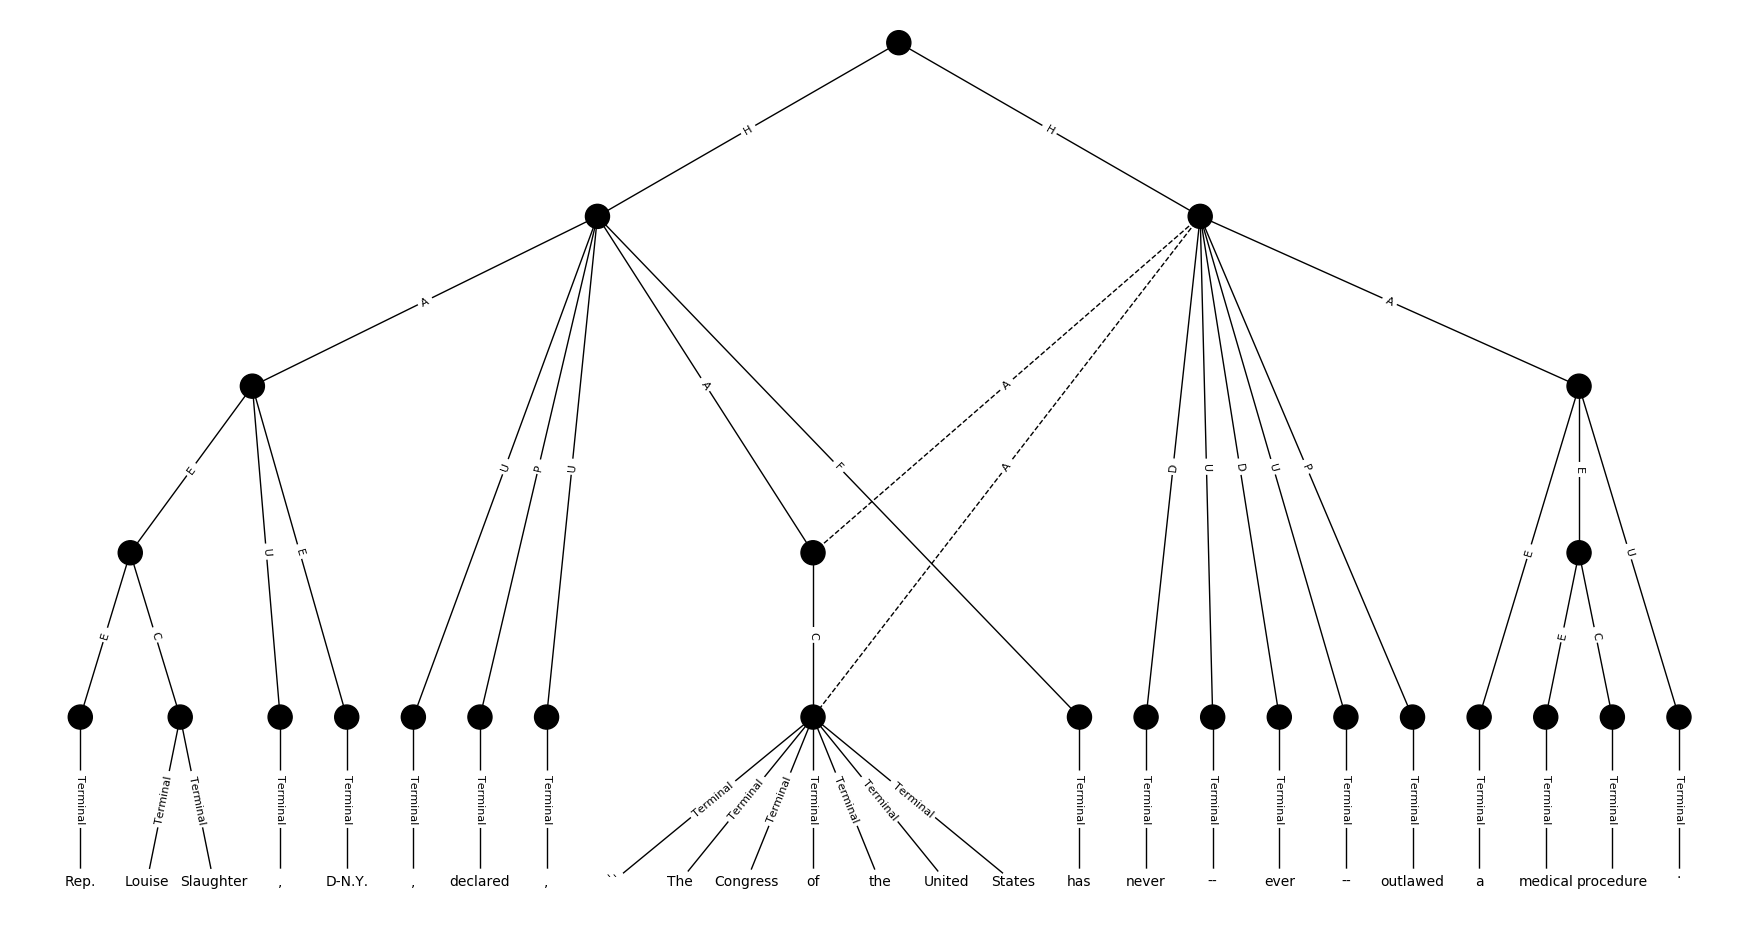 H H
A A
A A
U P U A F A D U D U P
E E
E U E E U
E C C E C
Terminal Terminal Terminal Terminal Terminal Terminal Terminal Terminal Terminal Terminal Terminal Terminal Terminal Terminal Terminal Terminal Terminal Terminal Terminal Terminal Terminal Terminal Terminal Terminal Terminal
Rep. Louise Slaughter , D-N.Y. , declared , `` The Congress of the United States has never -- ever -- outlawed a medical procedure .